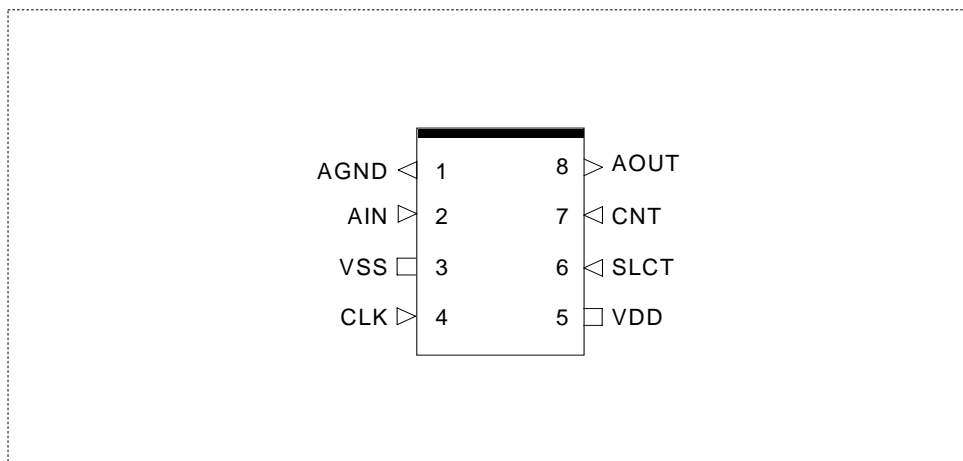 AGND 1 8 AOUT
AIN 2 7 CNT
VSS 3 6 SLCT
CLK 4 5 VDD